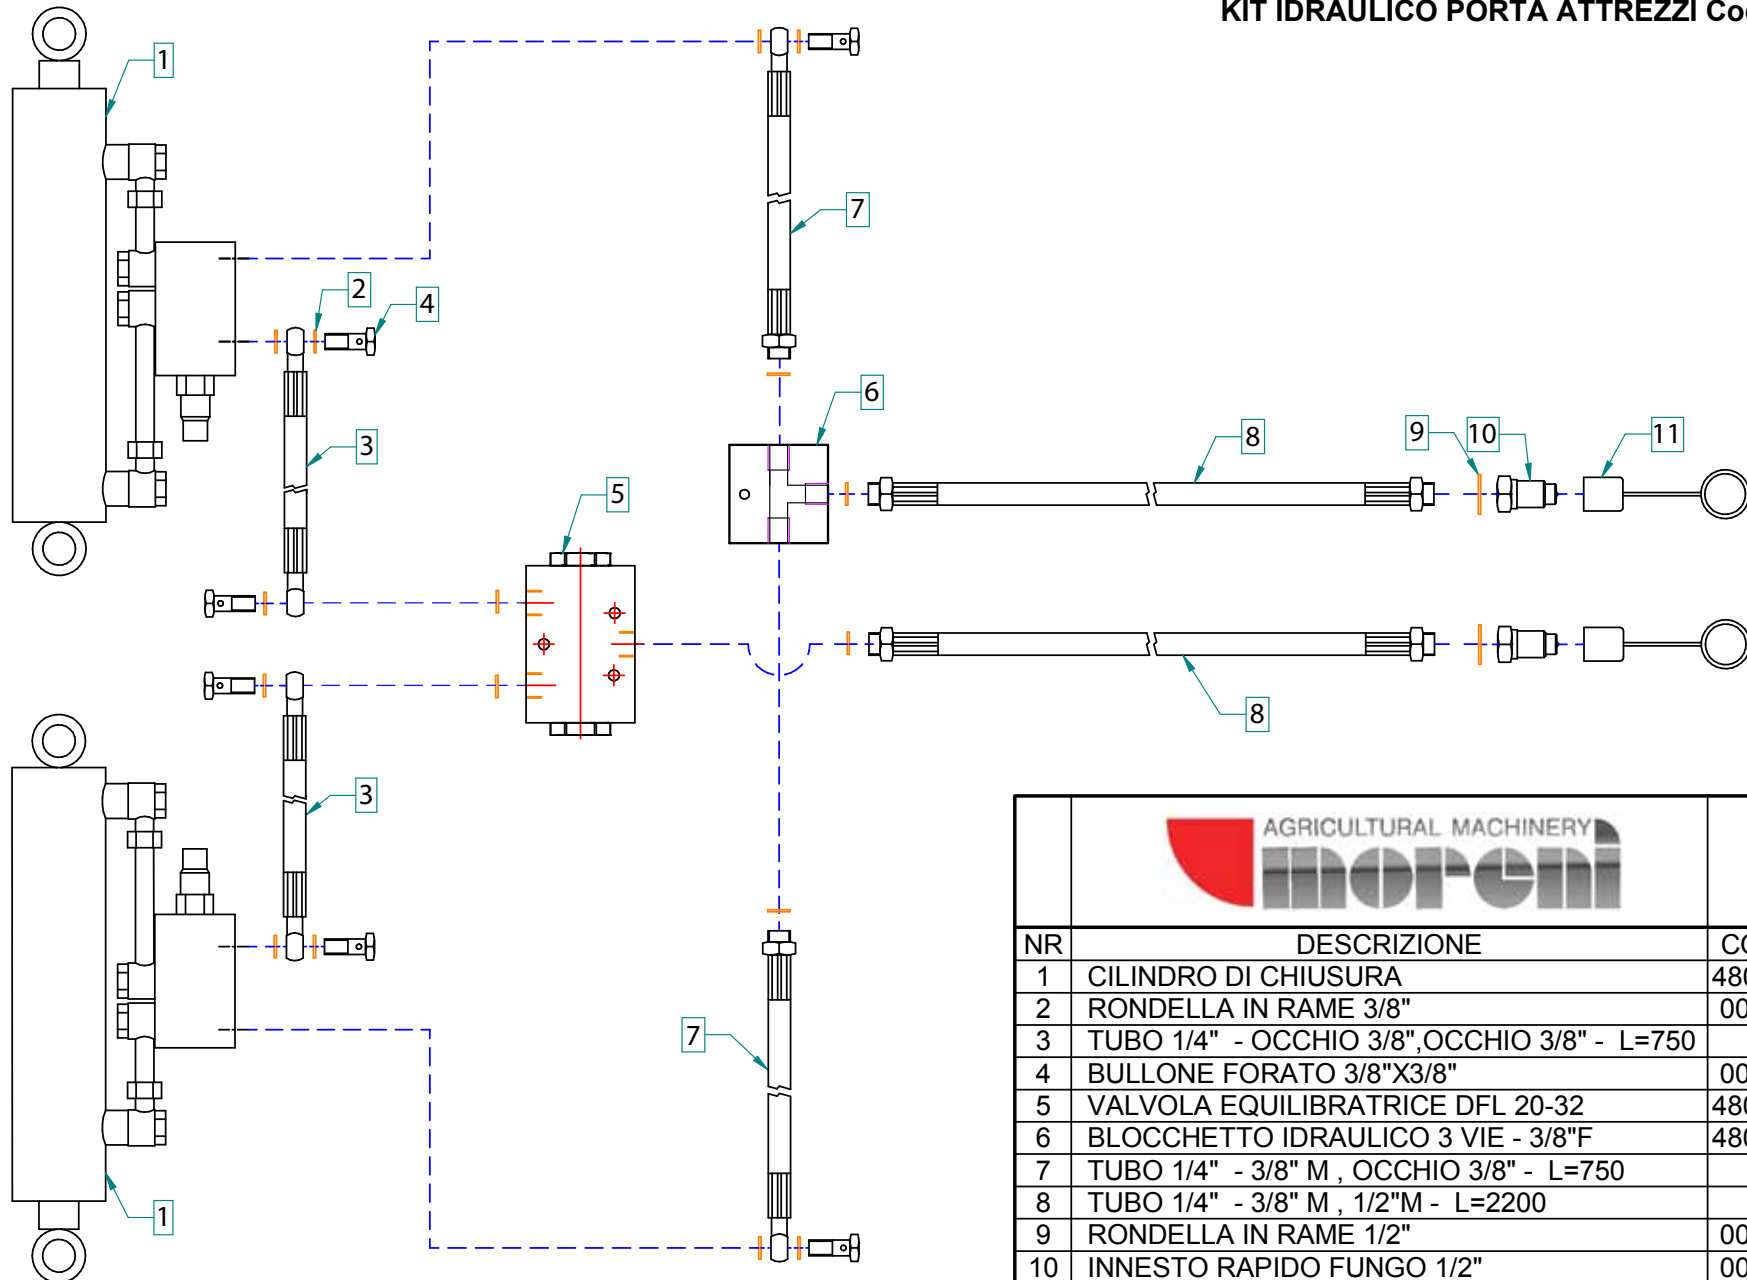 KIT IDRAULICO PORTA ATTREZZI
1
7
2
4
6
3
8
9
10
11
5
8
3
7
1
AGRICULTURAL MACHINERY
moreni
NR DESCRIZIONE
1 CILINDRO DI CHIUSURA
2 RONDELLA IN RAME 3/8"
3 TUBO 1/4" - OCCHIO 3/8",OCCHIO 3/8" - L=750
4 BULLONE FORATO 3/8"X3/8"
5 VALVOLA EQUILIBRATRICE DFL 20-32
6 BLOCCHETTO IDRAULICO 3 VIE - 3/8"F
7 TUBO 1/4" - 3/8" M , OCCHIO 3/8" - L=750
8 TUBO 1/4" - 3/8" M , 1/2"M - L=2200
9 RONDELLA IN RAME 1/2"
10 INNESTO RAPIDO FUNGO 1/2"